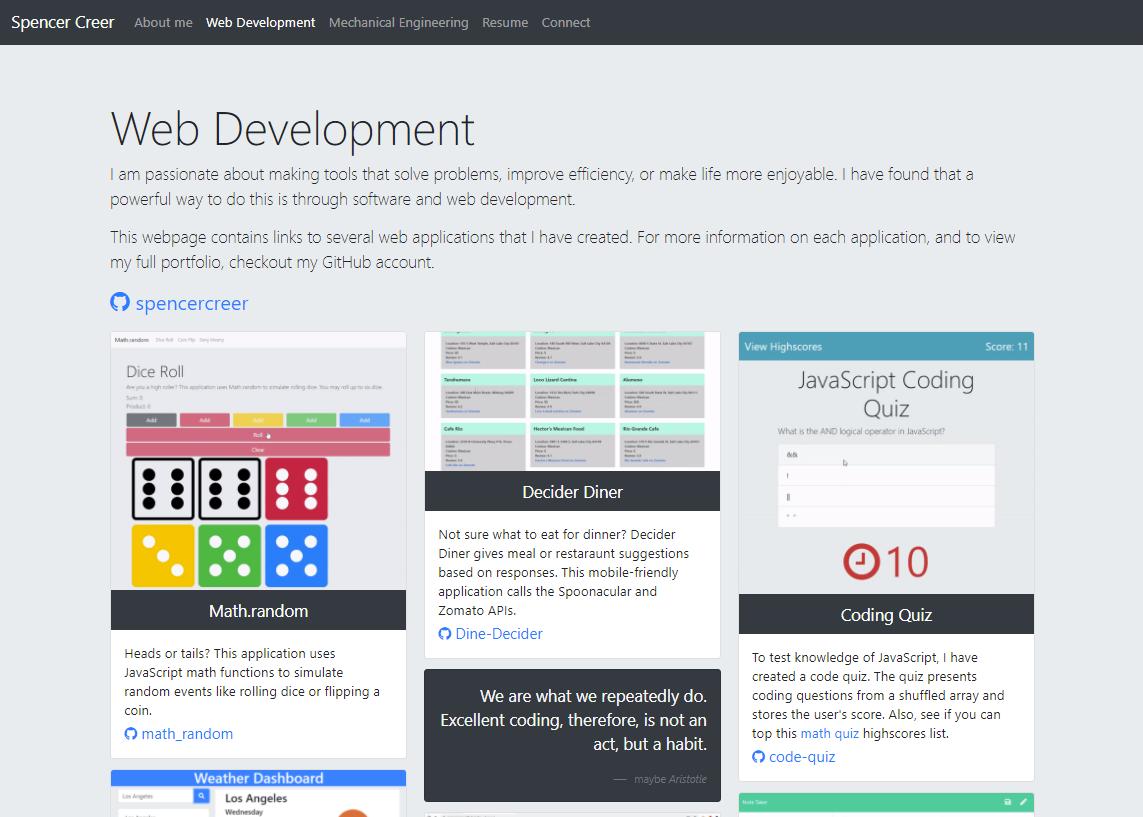 Spencer Creer About me Web Development Mechanical Engineering Resume Connect
Web Development
I am passionate about making tools that solve problems, improve efficiency, or make life more enjoyable. I have found that a
powerful way to do this is through software and web development.
This webpage contains links to several web applications that I have created. For more information on each application, and to view
my full portfolio, checkout my GitHub account.
spencercreer
Math.random Dice Roll Coin Flip
Dice Roll
Are you a high roller? This application uses Math.random to simulate rolling dice. You may roll up to six dice.
Sum: 0
Product: 0
Add Add Add Add Add
Roll
Clear
Math.random
Heads or tails? This application uses
JavaScript math functions to simulate
random events like rolling dice or flipping a
coin.
math_random
Weather Dashboard
Los Angeles
Los Angeles
Wednesday
Tarahumara Loco Lizard Cantina Alamexo
Cafe Rio Hector's Mexican Food Rio Grande Cafe
Decider Diner
Not sure what to eat for dinner? Decider
Diner gives meal or restaraunt suggestions
based on responses. This mobile-friendly
application calls the Spoonacular and
Zomato APIs.
Dine-Decider
We are what we repeatedly do.
Excellent coding, therefore, is not an
act, but a habit.
— maybe Aristotle
View Highscores Score: 11
JavaScript Coding
Quiz
What is the AND logical operator in JavaScript?
&&
!
||
10
Coding Quiz
To test knowledge of JavaScript, I have
created a code quiz. The quiz presents
coding questions from a shuffled array and
stores the user's score. Also, see if you can
top this math quiz highscores list.
code-quiz
Note Taker